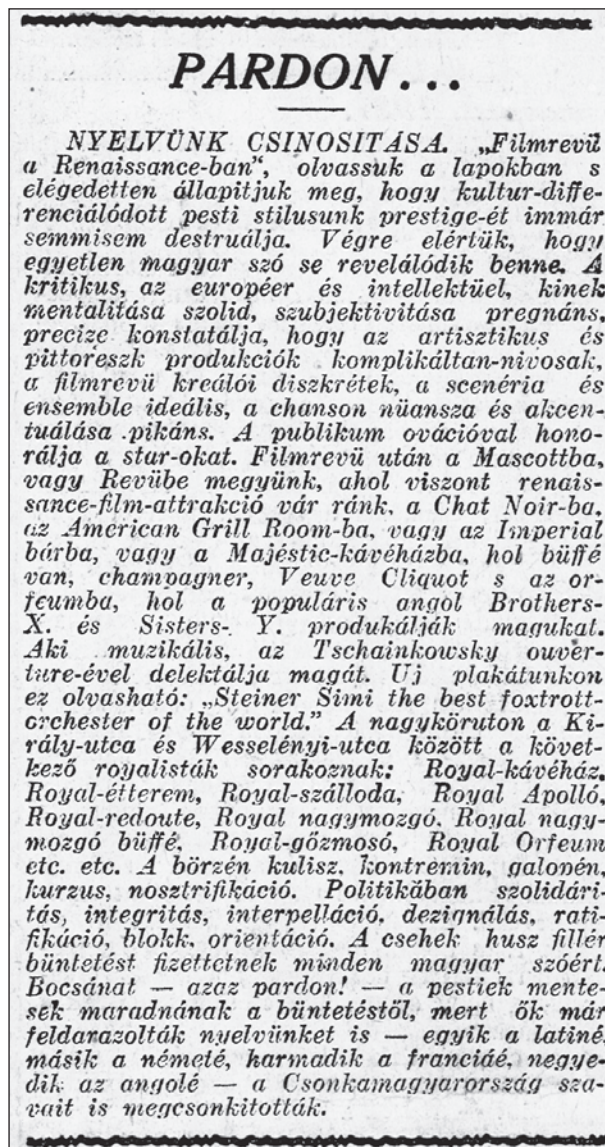 PARDON...
NYELVÜNK CSINOSITÁSA. „Filmrevü
a Renaissance-ban“, olvassuk a lapokban s
elégedetten állapitjuk meg, hogy kultur-diffe-
renciálódott pesti stilusunk prestige-ét immár
semmisem destruálja. Végre elértük, hogy
egyetlen magyar szó se revelálódik benne. A
kritikus, az européer és intellektüel, kinek
mentalitása szolid, szubjektivitása pregnáns,
precize konstatálja, hogy az artisztikus és
pittoreszk produkciók komplikáltan-nivosak,
a filmrevü kreálói diszkrétek, a scenéria és
ensemble ideális, a chanson nüansza és akcen-
tuálása pikáns. A publikum ovációval hono-
rálja a star-okat. Filmrevü után a Mascottba,
vagy Revübe megyünk, ahol viszont renais-
sance-film-attrakció vár ránk, a Chat Noir-ba,
az American Grill Room-ba, vagy az Imperial
bárba, vagy a Majéstic-kávéházba, hol büffé
van, champagner, Veuve Cliquot s az or-
feumba, hol a populáris angol Brothers-
X. és Sisters- Y. produkálják magukat.
Aki muzikális, az Tschainkowsky ouver-
ture-ével delektálja magát. Uj plakátunkon
ez olvasható: „Steiner Simi the best foxtrott-
orchester of the world.” A nagykörúton a Ki-
rály-utca és Wesselényi-utca között a követ-
kező royalisták sorakoznak: Royal-kávéház,
Royal-étterem, Royal-szálloda, Royal Apolló,
Royal-redoute, Royal nagymozgó, Royal nagy-
mozgó büffé, Royal-gőzmosó, Royal Orfeum
etc. etc. A börzén kulisz, kontremin, galopén,
kurzus, nosztrifikáció. Politikában szolidári-
tás, integritás, interpelláció, dezignálás, rati-
fikáció, blokk, orientáció. A csehek husz fillér
büntetést fizettetnek minden magyar szóért.
Bocsánat — azaz pardon! — a pestiek mente-
sek maradnának a büntetéstől, mert ők már
feldarazolták nyelvünket is — egyik a latiné,
másik a németé, harmadik a franciáé, negye-
dik az angolé — a Csonkamagyarország sza-
vait is megcsonkitották.